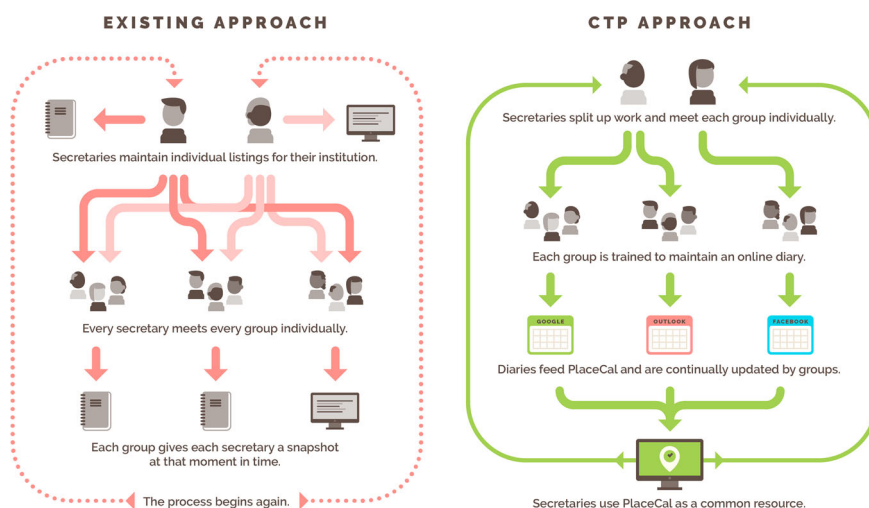 EXISTING APPROACH
Secretaries maintain individual listings for their institution.
Every secretary meets every group individually.
Each group gives each secretary a snapshot
at that moment in time.
The process begins again.
CTP APPROACH
Secretaries split up work and meet each group individually.
Each group is trained to maintain an online diary.
GOOGLE
OUTLOOK
FACEBOOK
Diaries feed PlaceCal and are continually updated by groups.
Secretaries use PlaceCal as a common resource.